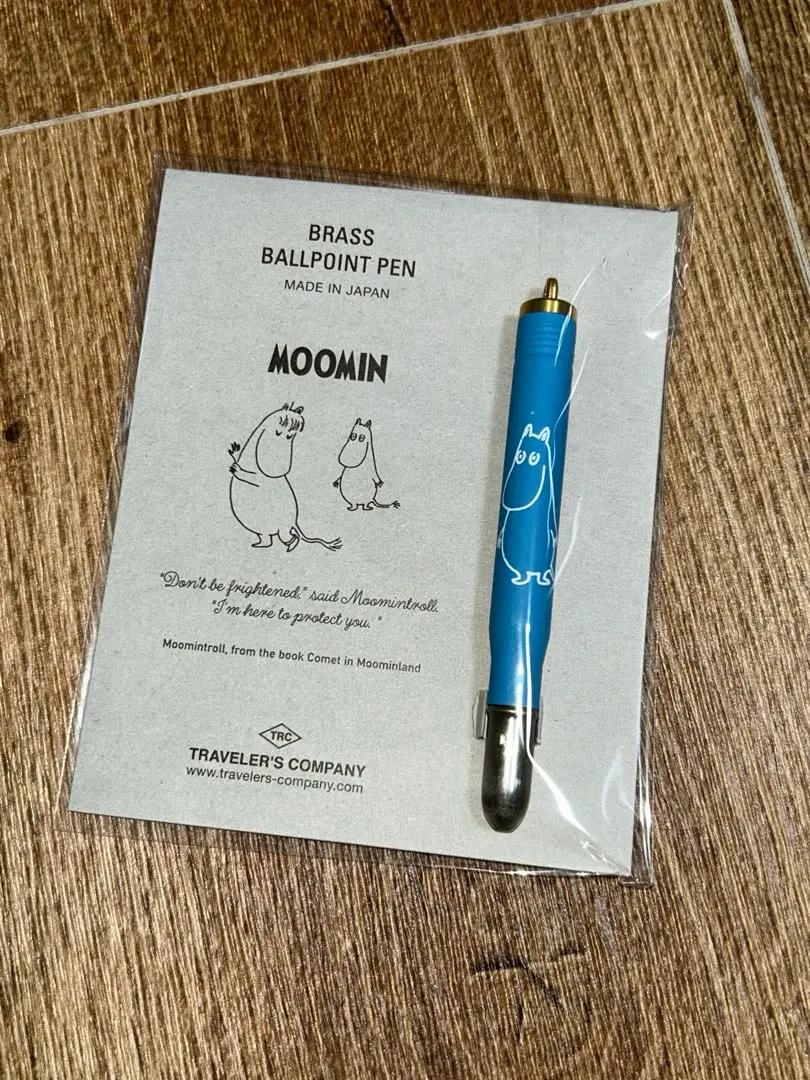 BRASS
BALLPOINT PEN
MADE IN JAPAN
MOOMIN
"Don't be frightened," said Moomintroll.
"I'm here to protect you."
Moomintroll, from the book Comet in Moominland
TRC
TRAVELER'S COMPANY
www.travelers-company.com